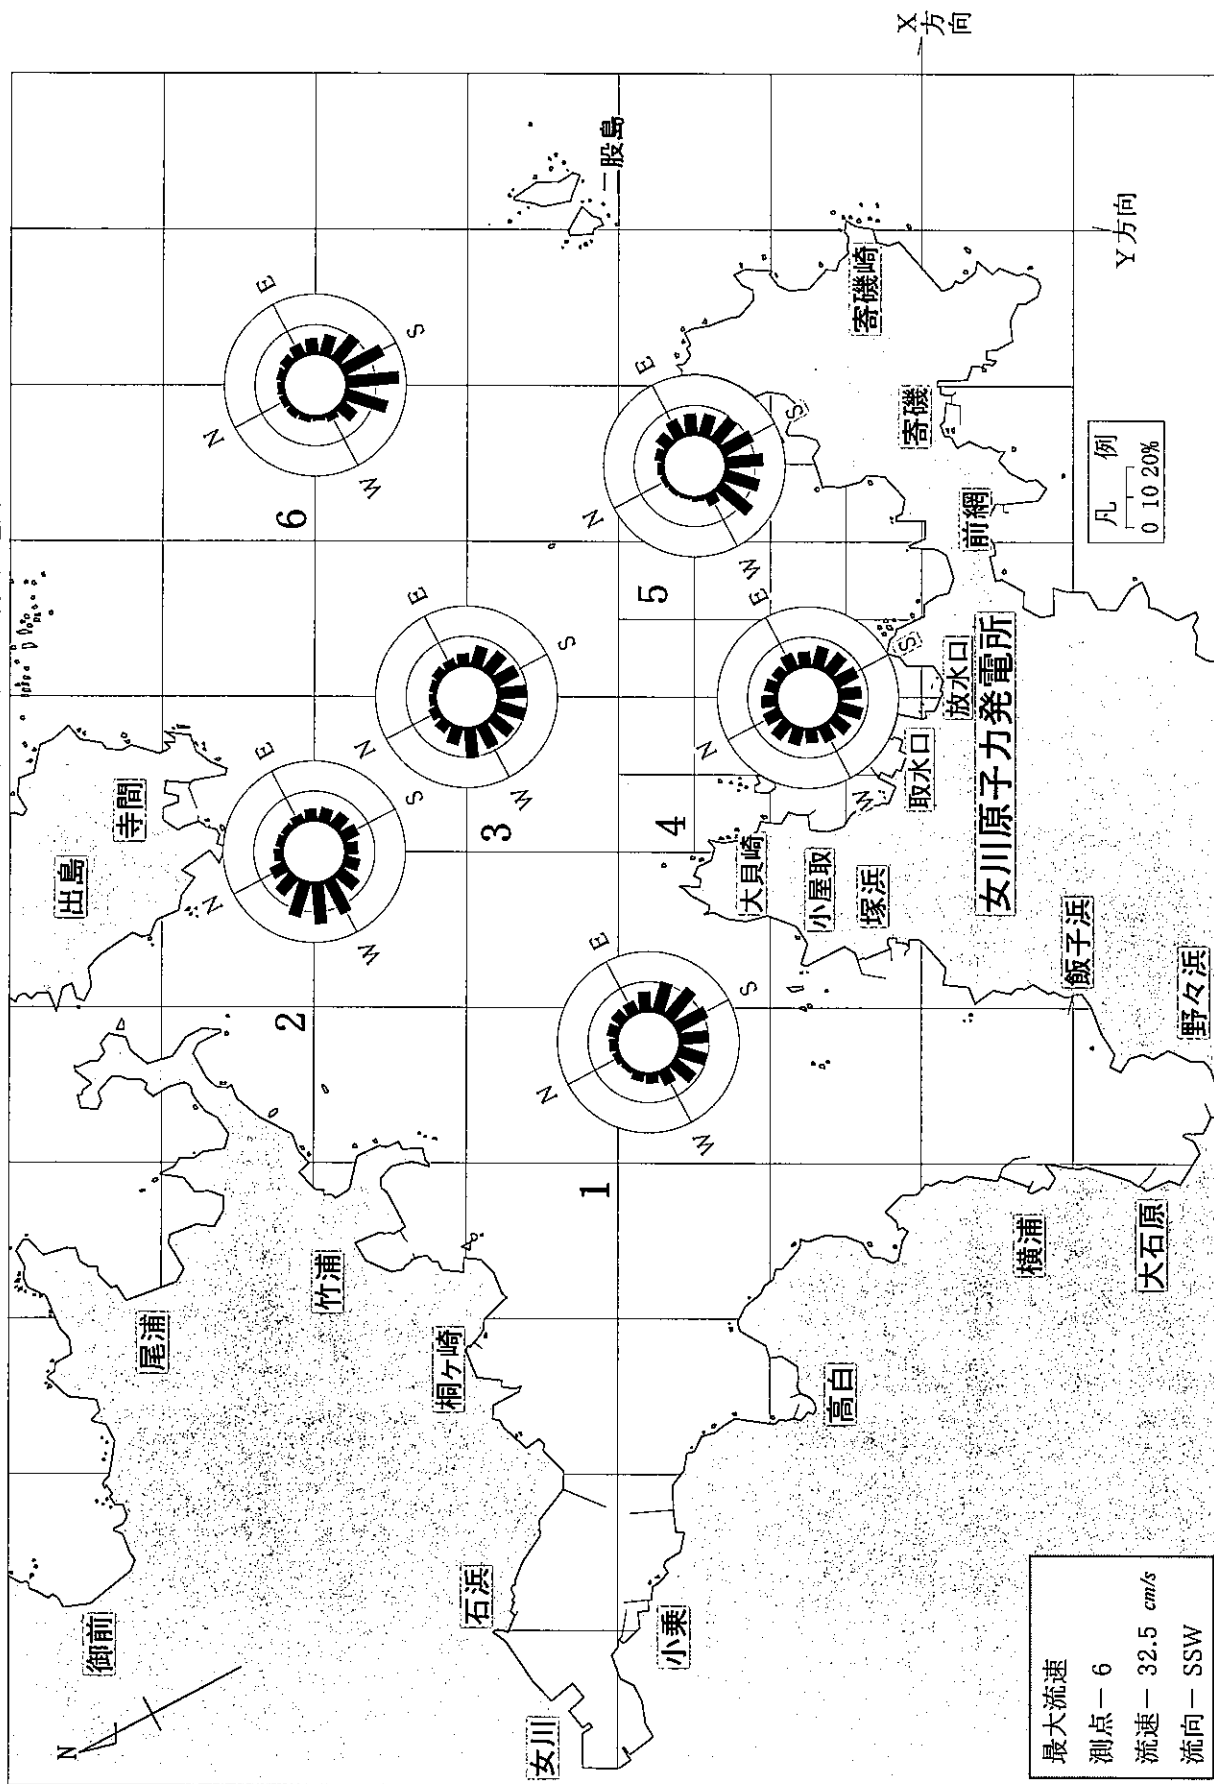 X方向
Y方向
二股島
寄磯崎
寄磯
前網
凡例
0 10 20%
6
N
E
S
W
5
N
E
S
W
寺間
出島
2
N
E
S
W
3
N
E
S
W
4
N
E
S
W
放水口
取水口
女川原子力発電所
大貝崎
小屋取
塚浜
飯子浜
野々浜
1
N
E
S
W
尾浦
竹浦
桐ヶ崎
横浦
大石原
高白
御前
石浜
小乗
女川
N
最大流速
測点－6
流速－32.5 cm/s
流向－SSW